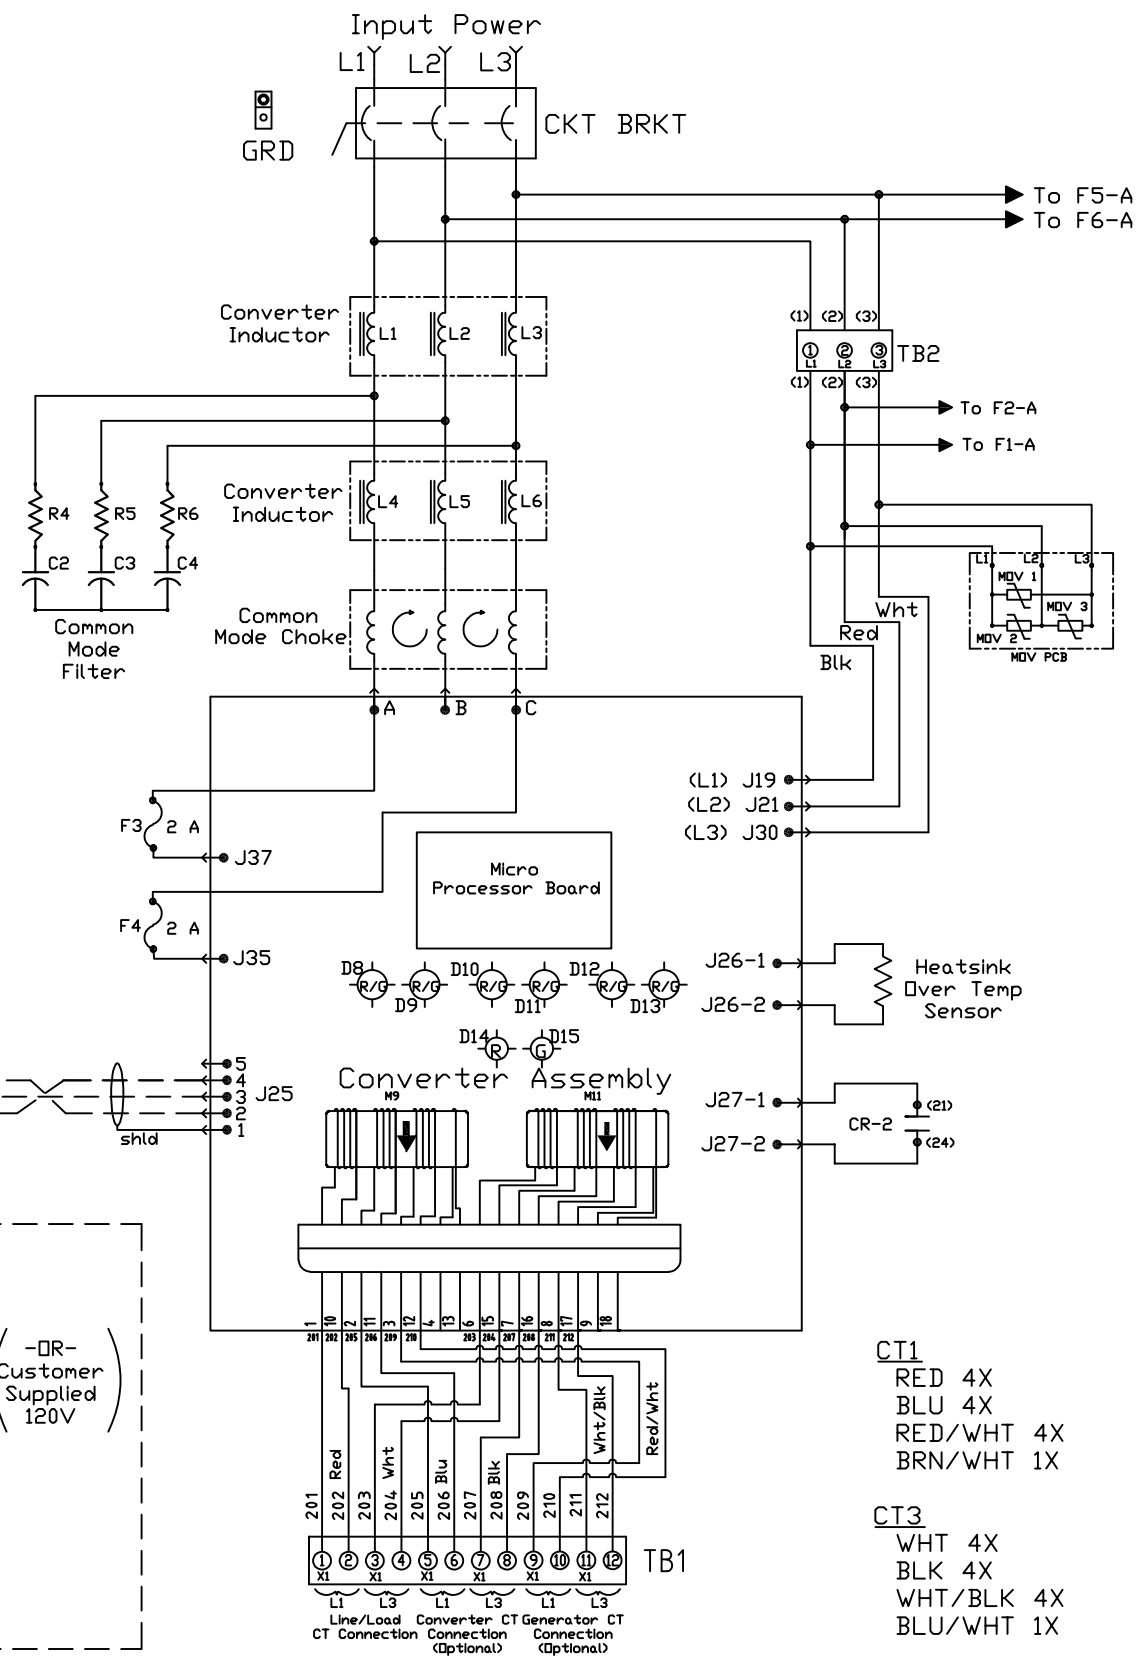 Input Power
L1 L2 L3
CKT BRKT
GRD
To F5-A
To F6-A
Converter
Inductor
L1 L2 L3
(1) (2) (3)
1 2 3
L1 L2 L3
TB2
(1) (2) (3)
To F2-A
To F1-A
Converter
Inductor
L4 L5 L6
R4 R5 R6
C2 C3 C4
Common
Mode
Filter
Common
Mode Choke
L1 L2 L3
MOV 1
MOV 3
MOV 2
MOV PCB
Wht
Red
Blk
A B C
(L1) J19
(L2) J21
(L3) J30
F3 2 A
J37
F4 2 A
J35
Micro
Processor Board
D8 D10 D12
R/G R/G R/G R/G R/G R/G
D9 D11 D13
D14 D15
R G
J26-1
J26-2
Heatsink
Over Temp
Sensor
5
4
3 J25
2
1
shld
Converter Assembly
M9 M11
J27-1
J27-2
CR-2
(21)
(24)
1 10 2 11 3 12 4 13 6 15 7 16 8 17 9 18
201 202 205 206 209 210 203 204 207 208 211 212
-OR-
Customer
Supplied
120V
Red Wht Blu Blk Wht/Blk Red/Wht
201 202 203 204 205 206 207 208 209 210 211 212
1 2 3 4 5 6 7 8 9 10 11 12
TB1
X1 X1 X1 X1 X1 X1
L1 L3 L1 L3 L1 L3
Line/Load
CT Connection
Converter CT
Connection
(Optional)
Generator CT
Connection
(Optional)
CT1
RED 4X
BLU 4X
RED/WHT 4X
BRN/WHT 1X
CT3
WHT 4X
BLK 4X
WHT/BLK 4X
BLU/WHT 1X